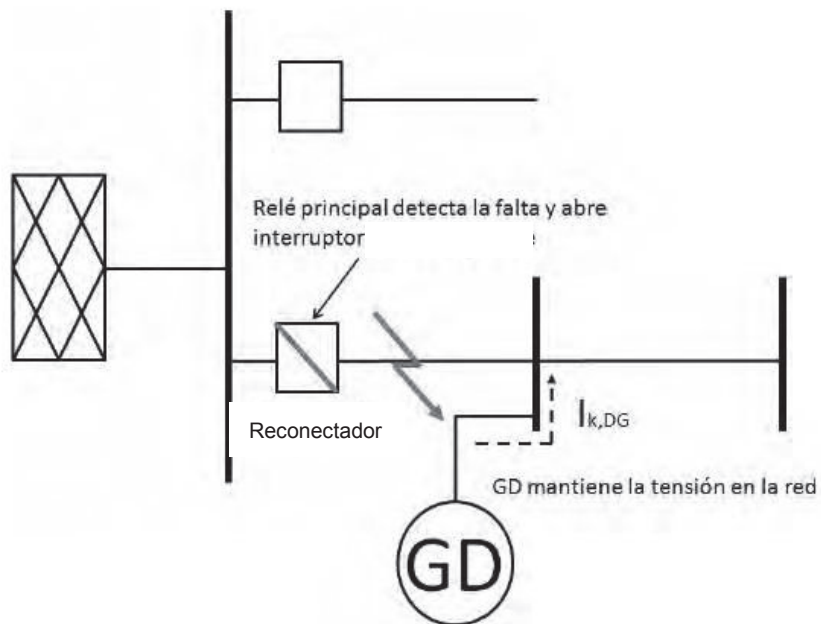 Relé principal detecta la falta y abre
interruptor
Reconectador
Ik,DG
GD mantiene la tensión en la red
GD